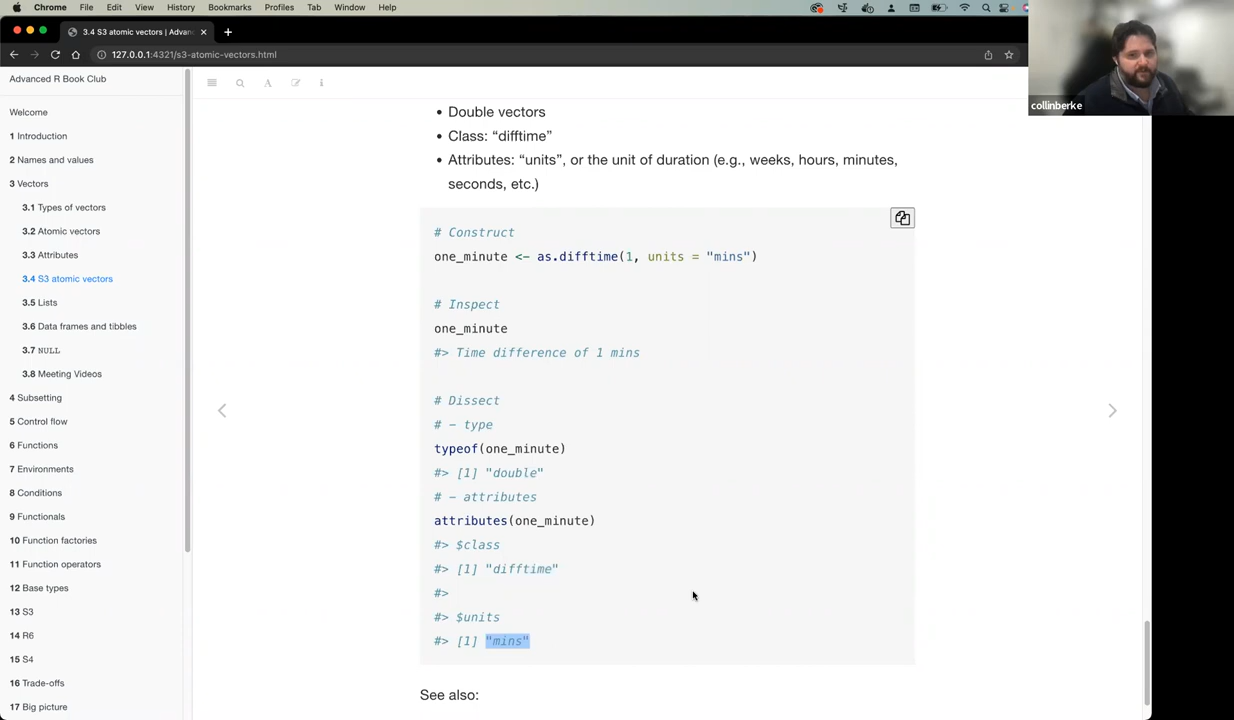 Chrome File Edit View History Bookmarks Profiles Tab Window Help
3.4 S3 atomic vectors | Advan
127.0.0.1:4321/s3-atomic-vectors.html
collinberke
Advanced R Book Club
Welcome
1 Introduction
2 Names and values
3 Vectors
3.1 Types of vectors
3.2 Atomic vectors
3.3 Attributes
3.4 S3 atomic vectors
3.5 Lists
3.6 Data frames and tibbles
3.7 NULL
3.8 Meeting Videos
4 Subsetting
5 Control flow
6 Functions
7 Environments
8 Conditions
9 Functionals
10 Function factories
11 Function operators
12 Base types
13 S3
14 R6
15 S4
16 Trade-offs
17 Big picture
• Double vectors
• Class: “difftime”
• Attributes: “units”, or the unit of duration (e.g., weeks, hours, minutes,
seconds, etc.)
# Construct
one_minute <- as.difftime(1, units = "mins")
# Inspect
one_minute
#> Time difference of 1 mins
# Dissect
# - type
typeof(one_minute)
#> [1] "double"
# - attributes
attributes(one_minute)
#> $class
#> [1] "difftime"
#>
#> $units
#> [1] "mins"
See also: